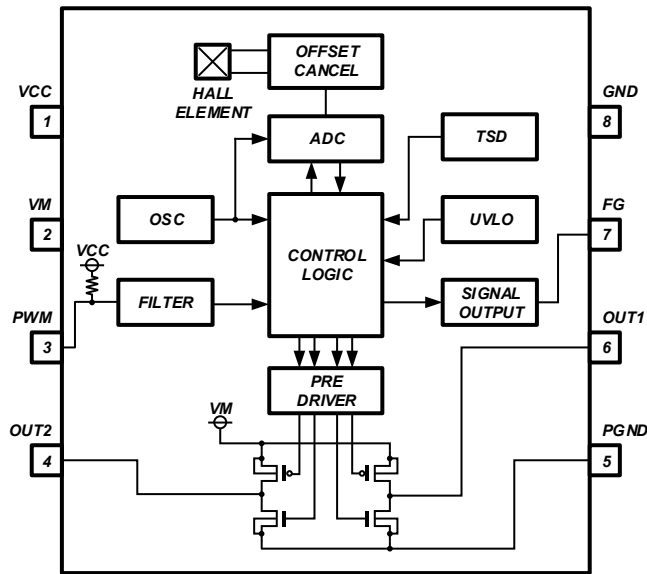 OFFSET
CANCEL
HALL
ELEMENT
VCC
1
GND
8
ADC
TSD
VM
2
OSC
UVLO
FG
7
VCC
CONTROL
LOGIC
FILTER
SIGNAL
OUTPUT
PWM
3
OUT1
6
PRE
DRIVER
VM
OUT2
4
PGND
5